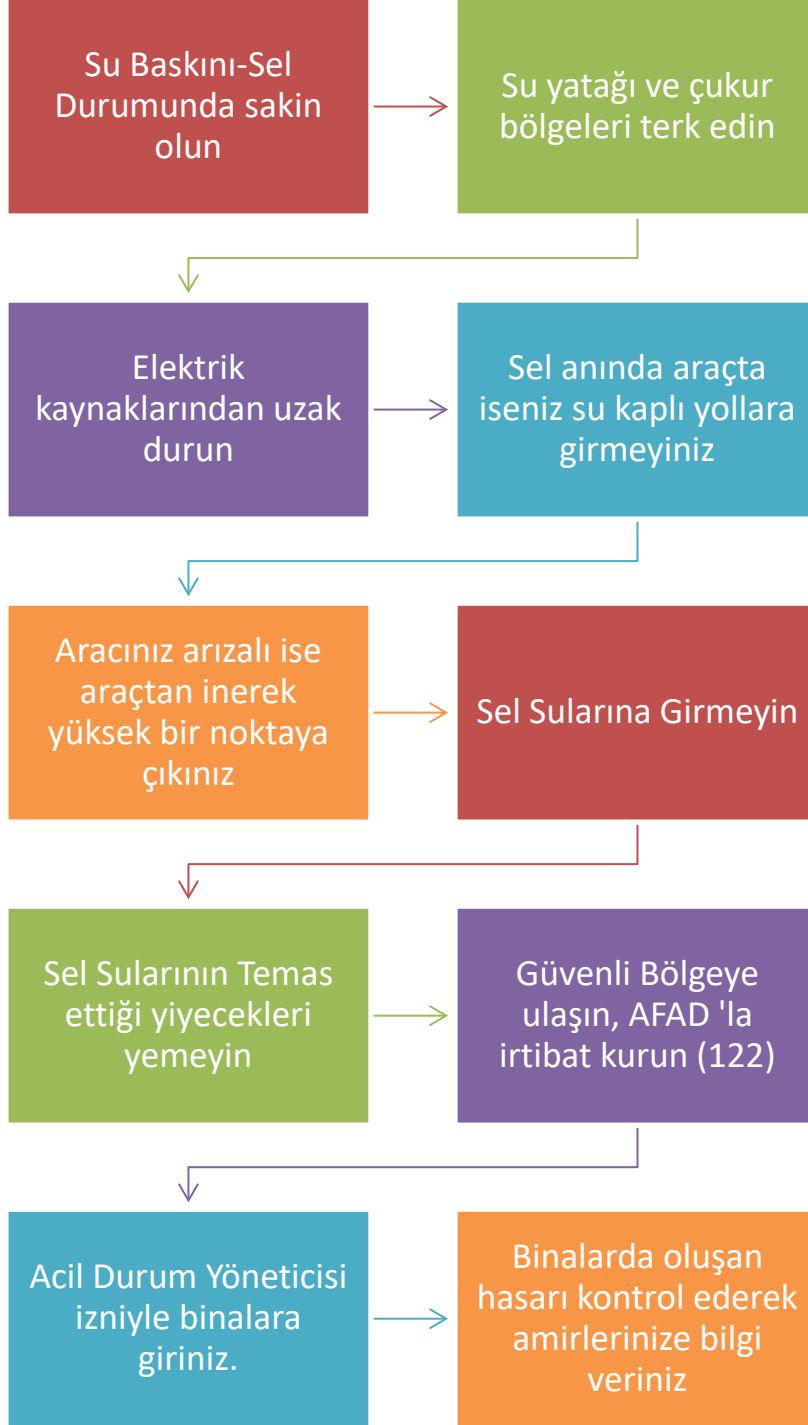 Su Baskını-Sel
Durumunda sakin
olun
Su yatağı ve çukur
bölgeleri terk edin
Elektrik
kaynaklarından uzak
durun
Sel anında araçta
iseniz su kaplı yollara
girmeyiniz
Aracınız arızalı ise
araçtan inerek
yüksek bir noktaya
çıkınız
Sel Sularına Girmeyin
Sel Sularının Temas
ettiği yiyecekleri
yemeyin
Güvenli Bölgeye
ulaşın, AFAD 'la
irtibat kurun (122)
Acil Durum Yöneticisi
izniyle binalara
giriniz.
Binalarda oluşan
hasarı kontrol ederek
amirlerinize bilgi
veriniz